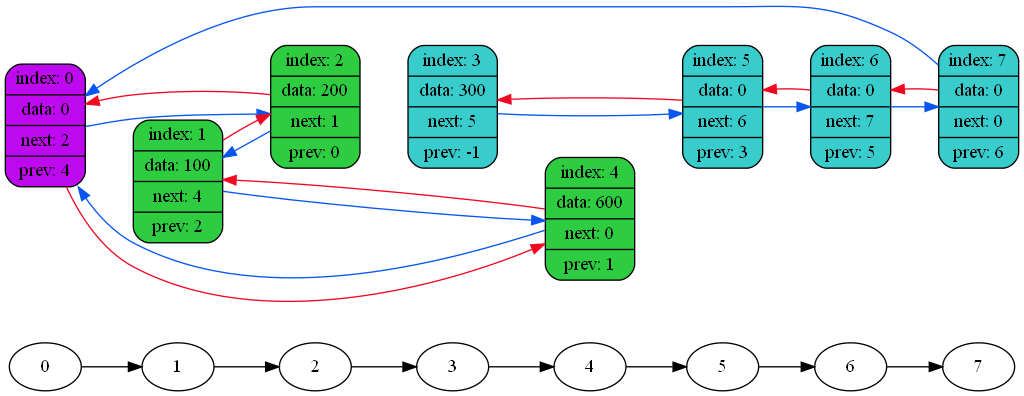 index: 0
data: 0
next: 2
prev: 4
index: 1
data: 100
next: 4
prev: 2
index: 2
data: 200
next: 1
prev: 0
index: 3
data: 300
next: 5
prev: -1
index: 4
data: 600
next: 0
prev: 1
index: 5
data: 0
next: 6
prev: 3
index: 6
data: 0
next: 7
prev: 5
index: 7
data: 0
next: 0
prev: 6
0
1
2
3
4
5
6
7